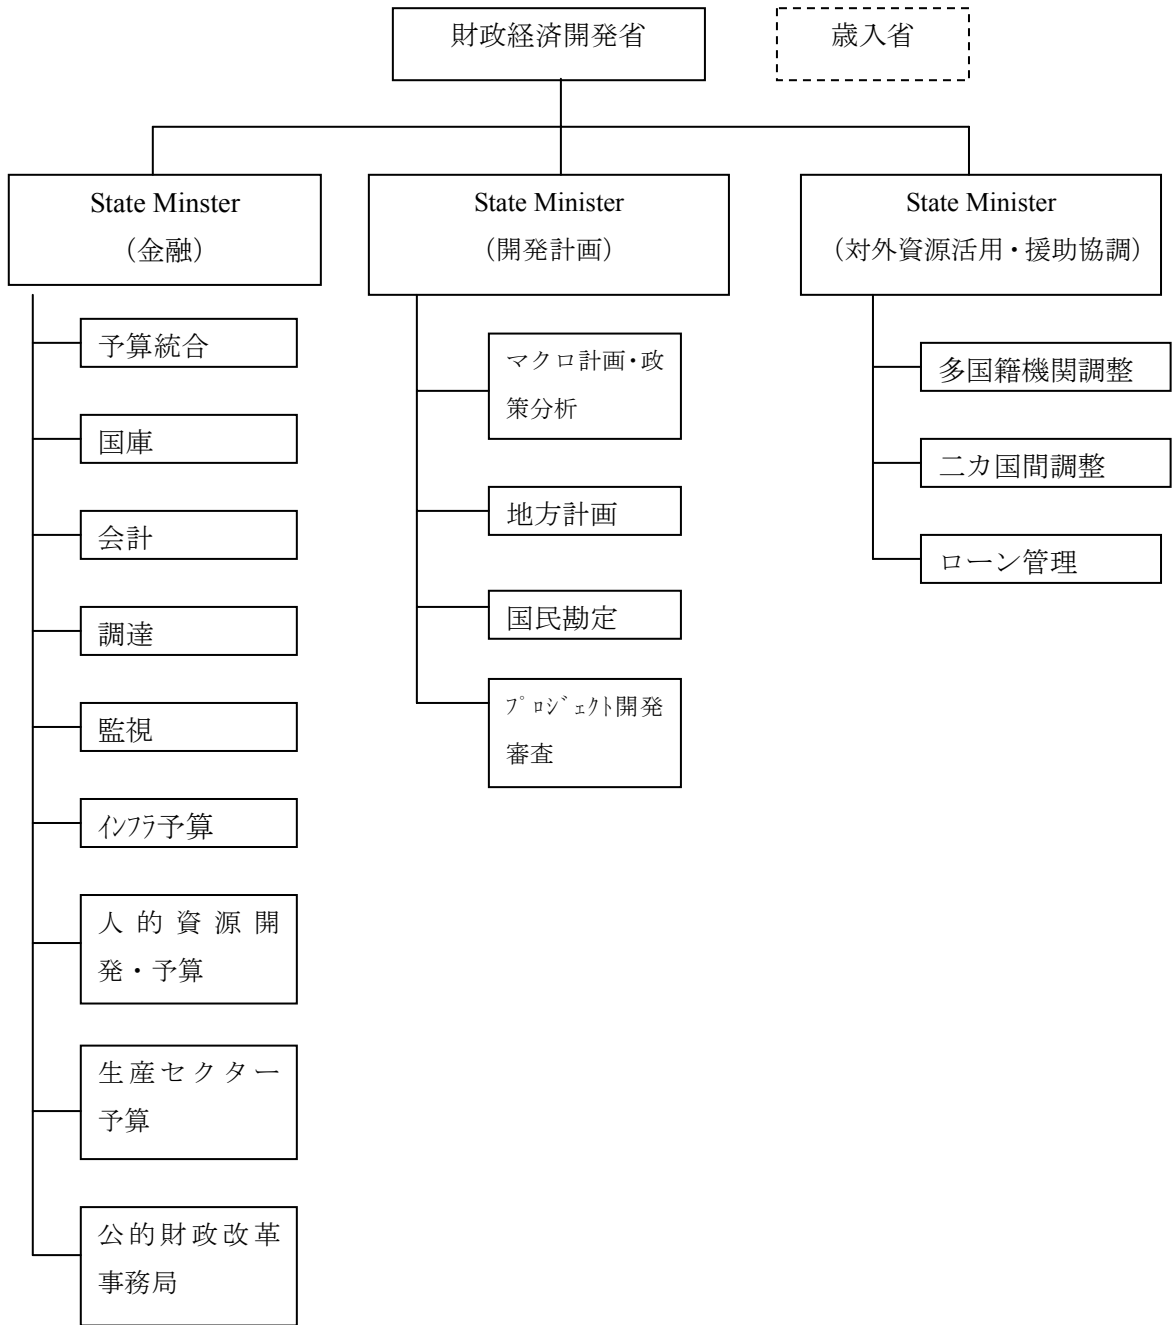 財政経済開発省
歳入省
State Minster
（金融）
予算統合
国庫
会計
調達
監視
ｲﾝﾌﾗ予算
人的資源開
発・予算
生産セクター
予算
公的財政改革
事務局
State Minister
（開発計画）
マクロ計画・政
策分析
地方計画
国民勘定
ﾌﾟﾛｼﾞｪｸﾄ開発
審査
State Minister
（対外資源活用・援助協調）
多国籍機関調整
二カ国間調整
ローン管理